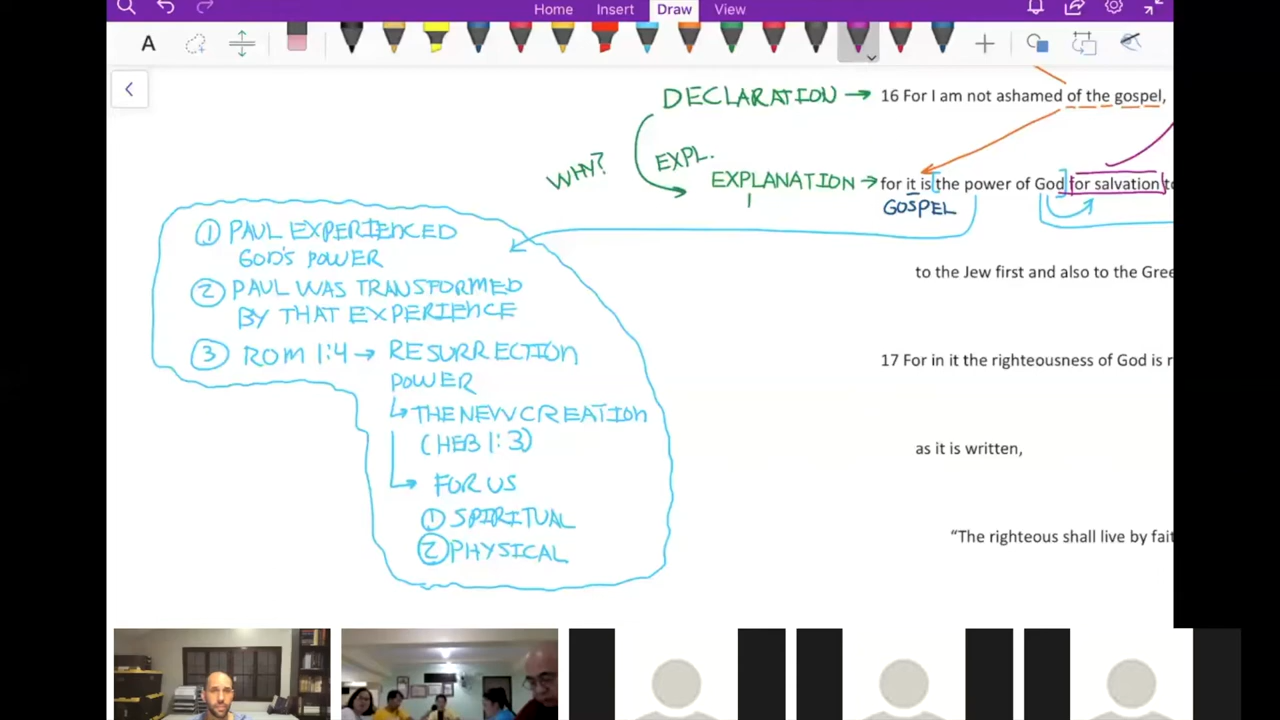 Home Insert Draw View
A
DECLARATION → 16 For I am not ashamed of the gospel,
WHY? EXPL.
EXPLANATION → for it is [the power of God] for salvation
GOSPEL
① PAUL EXPERIENCED
GOD'S POWER
② PAUL WAS TRANSFORMED
BY THAT EXPERIENCE
to the Jew first and also to the Gree
③ ROM 1:4 → RESURRECTION
POWER
17 For in it the righteousness of God is r
↳ THE NEW CREATION
(HEB 1:3)
as it is written,
↳ FOR US
① SPIRITUAL
② PHYSICAL
"The righteous shall live by fait